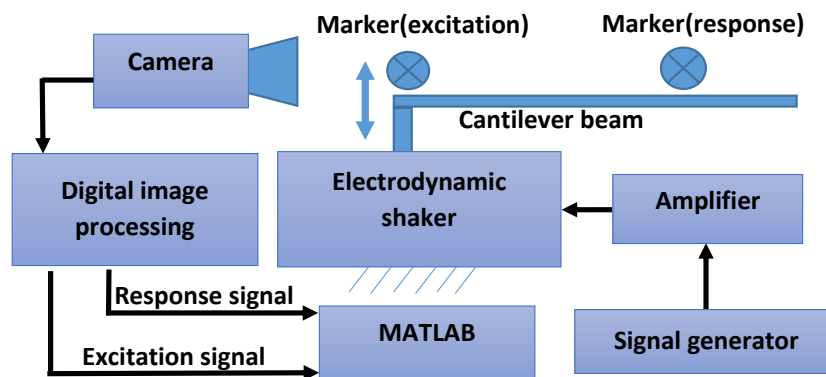 Marker(excitation)
Marker(response)
Camera
Cantilever beam
Digital image
processing
Electrodynamic
shaker
Amplifier
Response signal
MATLAB
Signal generator
Excitation signal